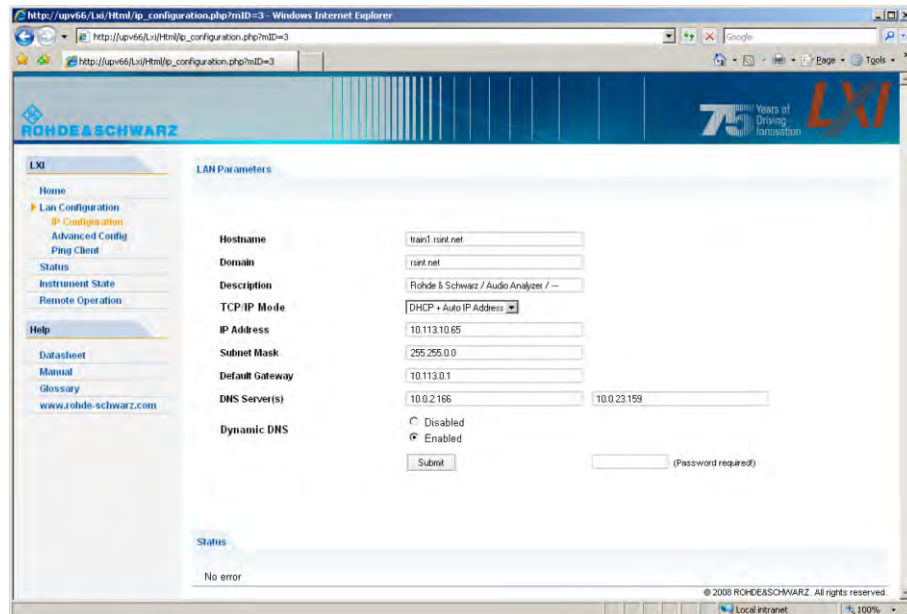 http://upv66/Lxi/Html/ip_configuration.php?mID=3 - Windows Internet Explorer
http://upv66/Lxi/Html/ip_configuration.php?mID=3
Google
http://upv66/Lxi/Html/ip_configuration.php?mID=3
Page
Tools
ROHDE&SCHWARZ
75 Years of
Driving
Innovation
LXI
LXI
Home
Lan Configuration
IP Configuration
Advanced Config
Ping Client
Status
Instrument State
Remote Operation
Help
Datasheet
Manual
Glossary
www.rohde-schwarz.com
LAN Parameters
Hostname train1.rsint.net
Domain rsint.net
Description Rohde & Schwarz / Audio Analyzer / ---
TCP/IP Mode DHCP + Auto IP Address
IP Address 10.113.10.65
Subnet Mask 255.255.0.0
Default Gateway 10.113.0.1
DNS Server(s) 10.0.2.166 10.0.23.159
Dynamic DNS
Disabled
Enabled
Submit (Password required!)
Status
No error
© 2008 ROHDE&SCHWARZ. All rights reserved.
Local intranet 100%